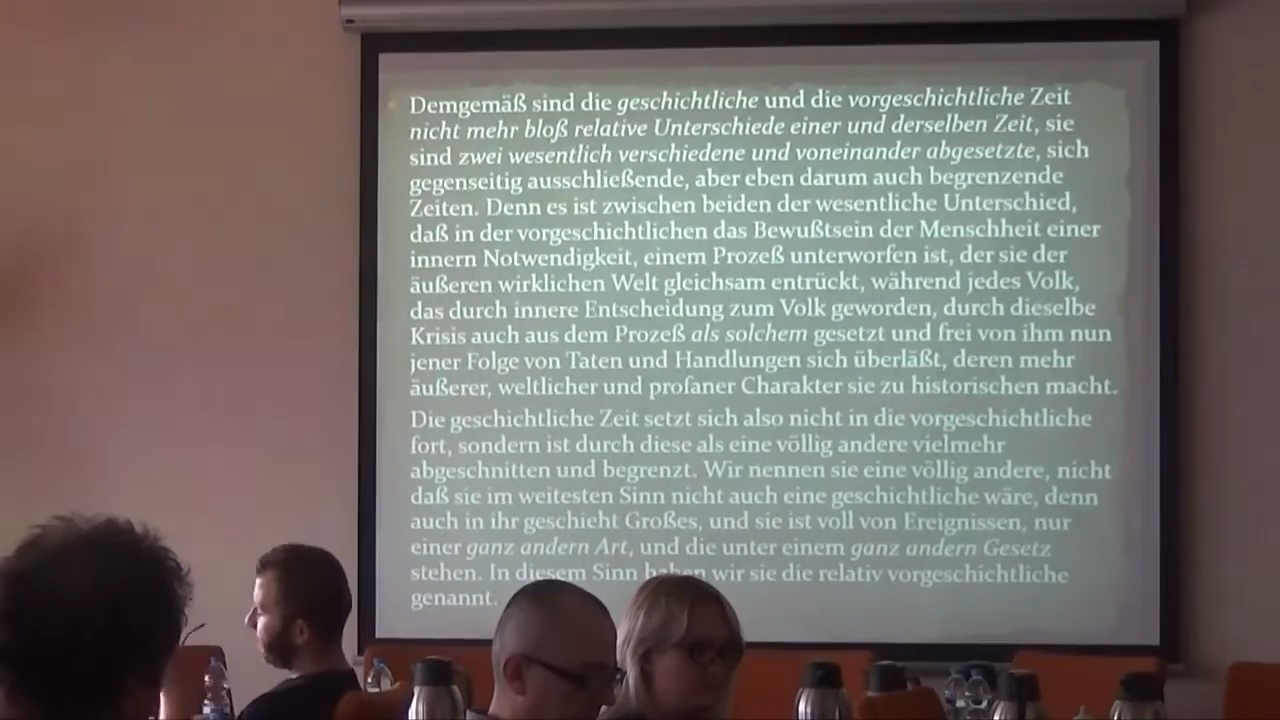 Demgemäß sind die geschichtliche und die vorgeschichtliche Zeit
nicht mehr bloß relative Unterschiede einer und derselben Zeit, sie
sind zwei wesentlich verschiedene und voneinander abgesetzte, sich
gegenseitig ausschließende, aber eben darum auch begrenzende
Zeiten. Denn es ist zwischen beiden der wesentliche Unterschied,
daß in der vorgeschichtlichen das Bewußtsein der Menschheit einer
innern Notwendigkeit, einem Prozeß unterworfen ist, der sie der
äußeren wirklichen Welt gleichsam entrückt, während jedes Volk,
das durch innere Entscheidung zum Volk geworden, durch dieselbe
Krisis auch aus dem Prozeß als solchem gesetzt und frei von ihm nun
jener Folge von Taten und Handlungen sich überläßt, deren mehr
äußerer, weltlicher und profaner Charakter sie zu historischen macht.
Die geschichtliche Zeit setzt sich also nicht in die vorgeschichtliche
fort, sondern ist durch diese als eine völlig andere vielmehr
abgeschnitten und begrenzt. Wir nennen sie eine völlig andere, nicht
daß sie im weitesten Sinn nicht auch eine geschichtliche wäre, denn
auch in ihr geschieht Großes, und sie ist voll von Ereignissen, nur
einer ganz andern Art, und die unter einem ganz andern Gesetz
stehen. In diesem Sinn haben wir sie die relativ vorgeschichtliche
genannt.